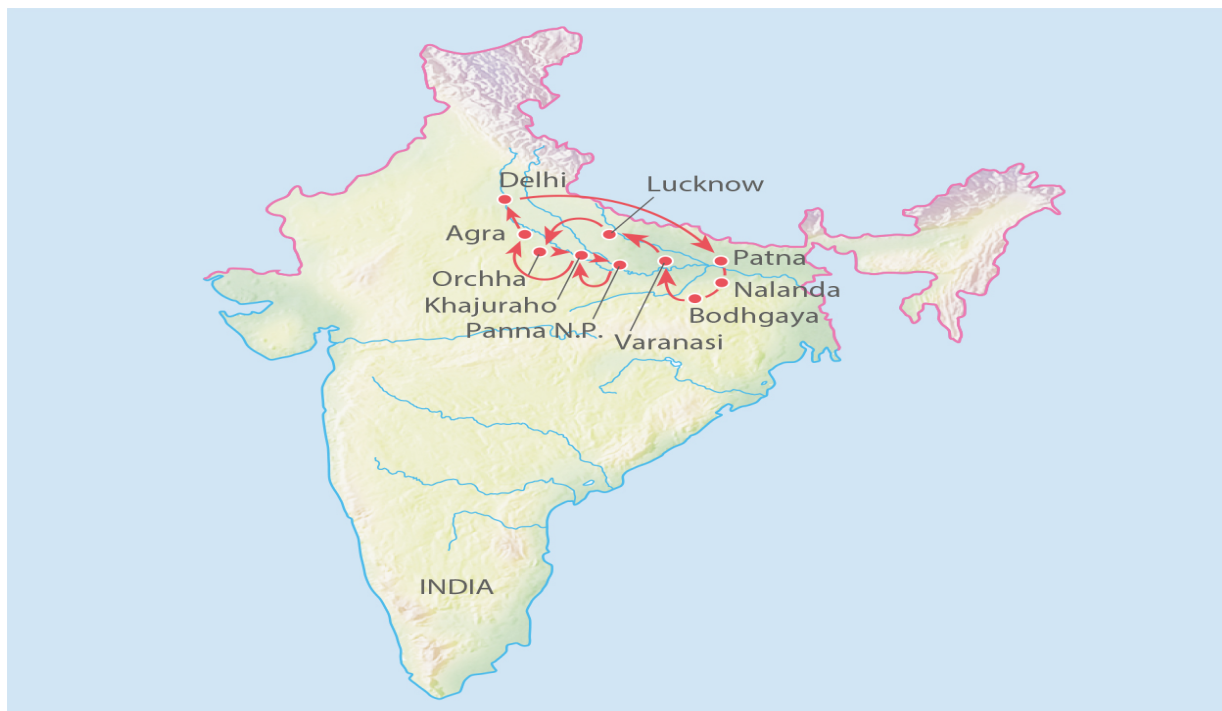 Delhi
Lucknow
Agra
Patna
Orchha
Nalanda
Khajuraho
Bodhgaya
Panna N.P.
Varanasi
INDIA